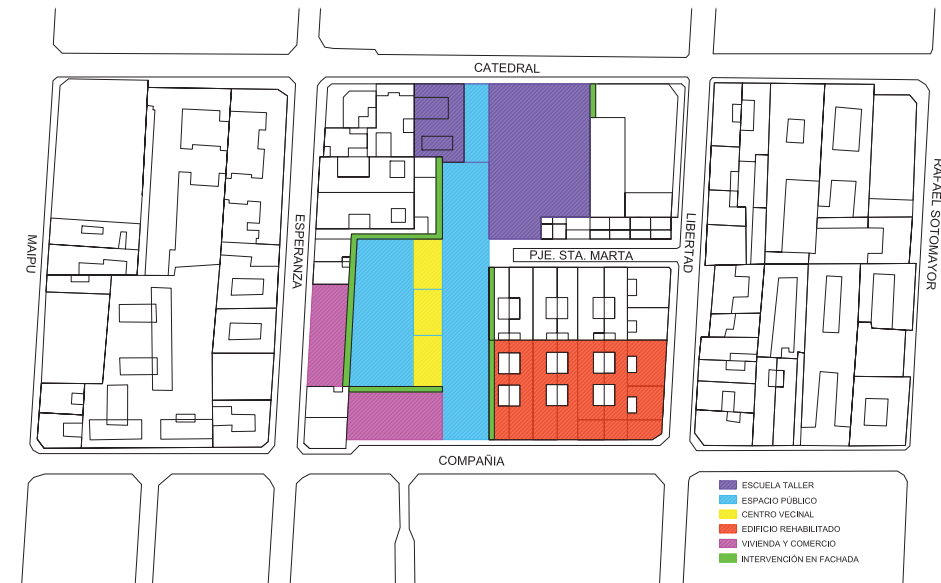 CATEDRAL
MAIPU
ESPERANZA
PJE. STA. MARTA
LIBERTAD
RAFAEL SOTOMAYOR
COMPAÑIA
ESCUELA TALLER
ESPACIO PÚBLICO
CENTRO VECINAL
EDIFICIO REHABILITADO
VIVIENDA Y COMERCIO
INTERVENCIÓN EN FACHADA